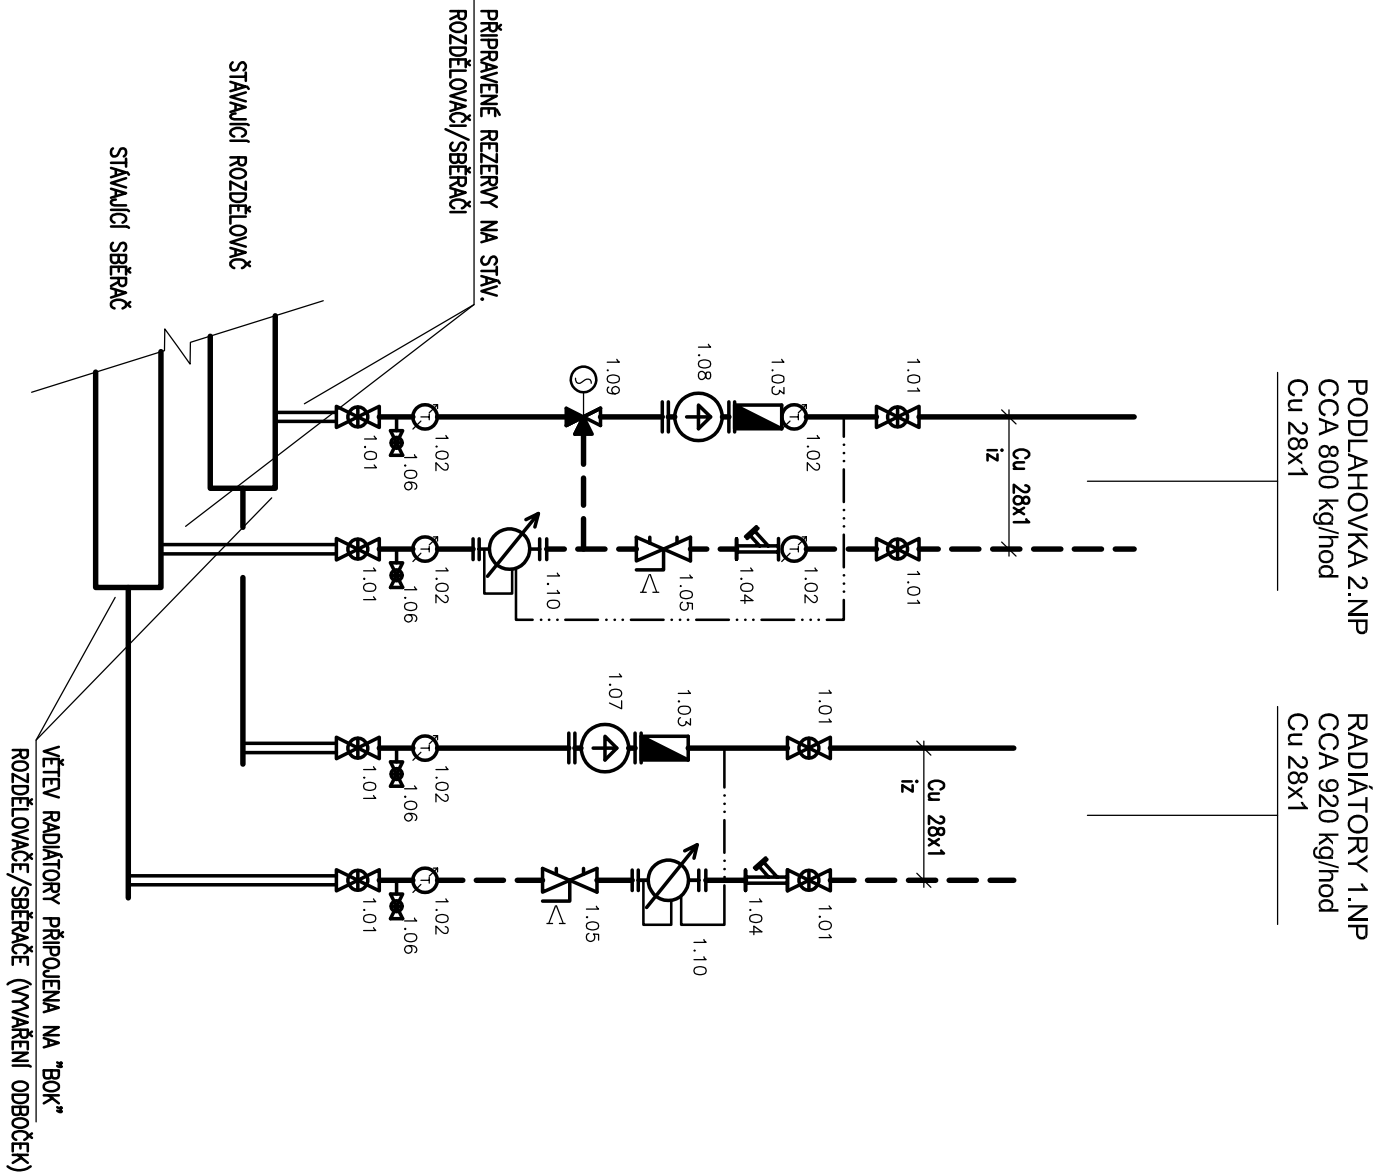 PODLAHOVKA 2.NP
CCA 800 kg/hod
Cu 28x1
RADIÁTORY 1.NP
CCA 920 kg/hod
Cu 28x1
Cu 28x1
iz
Cu 28x1
iz
1.01
1.01
1.01
1.01
1.03
1.02
1.04
1.02
1.08
1.05
1.09
1.10
1.03
1.04
1.07
1.10
1.05
1.02
1.02
1.02
1.02
1.06
1.06
1.06
1.06
1.01
1.01
1.01
1.01
PŘIPRAVENÉ REZERVY NA STÁV.
ROZDĚLOVAČI/SBĚRAČI
STÁVAJÍCÍ ROZDĚLOVAČ
STÁVAJÍCÍ SBĚRAČ
VĚTEV RADIÁTORY PŘIPOJENA NA "BOK"
ROZDĚLOVAČE/SBĚRAČE (VYVAŘENÍ ODBOČEK)
T
T
T
T
T
T